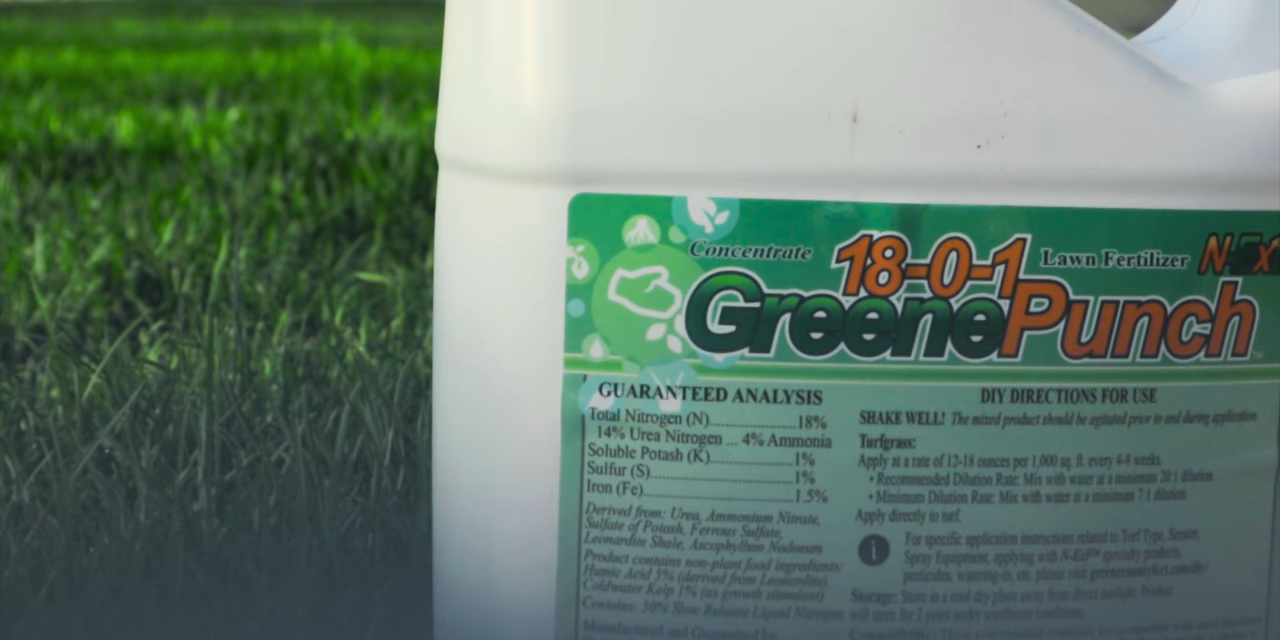 Concentrate 18-0-1 Lawn Fertilizer
GreenePunch
GUARANTEED ANALYSIS
Total Nitrogen (N)..................18%
14% Urea Nitrogen ... 4% Ammonia
Soluble Potash (K)..................1%
Sulfur (S)..................1%
Iron (Fe)..................1.5%
Derived from: Urea, Ammonium Nitrate,
Sulfate of Potash, Ferrous Sulfate,
Leonardite Shale, Ascophyllum Nodosum
Product contains non-plant food ingredients:
Humic Acid 5% (derived from Leonardite),
Coldwater Kelp 1% (as growth stimulant)
Contains: 50% Slow Release Liquid Nitrogen
Manufactured and Guaranteed by
DIY DIRECTIONS FOR USE
SHAKE WELL! The mixed product should be agitated prior to and during application.
Turfgrass:
Apply at a rate of 12-18 ounces per 1,000 sq. ft. every 4-8 weeks.
• Recommended Dilution Rate: Mix with water at a minimum 20:1 dilution.
• Minimum Dilution Rate: Mix with water at a minimum 7:1 dilution.
Apply directly to turf.
i
For specific application instructions related to Turf Type, Season,
Spray Equipment, applying with N-Ext™ specialty products,
pesticides, watering-in, etc. please visit
Storage: Store in a cool dry place away from direct sunlight. Product
will store for 2 years under conditions.